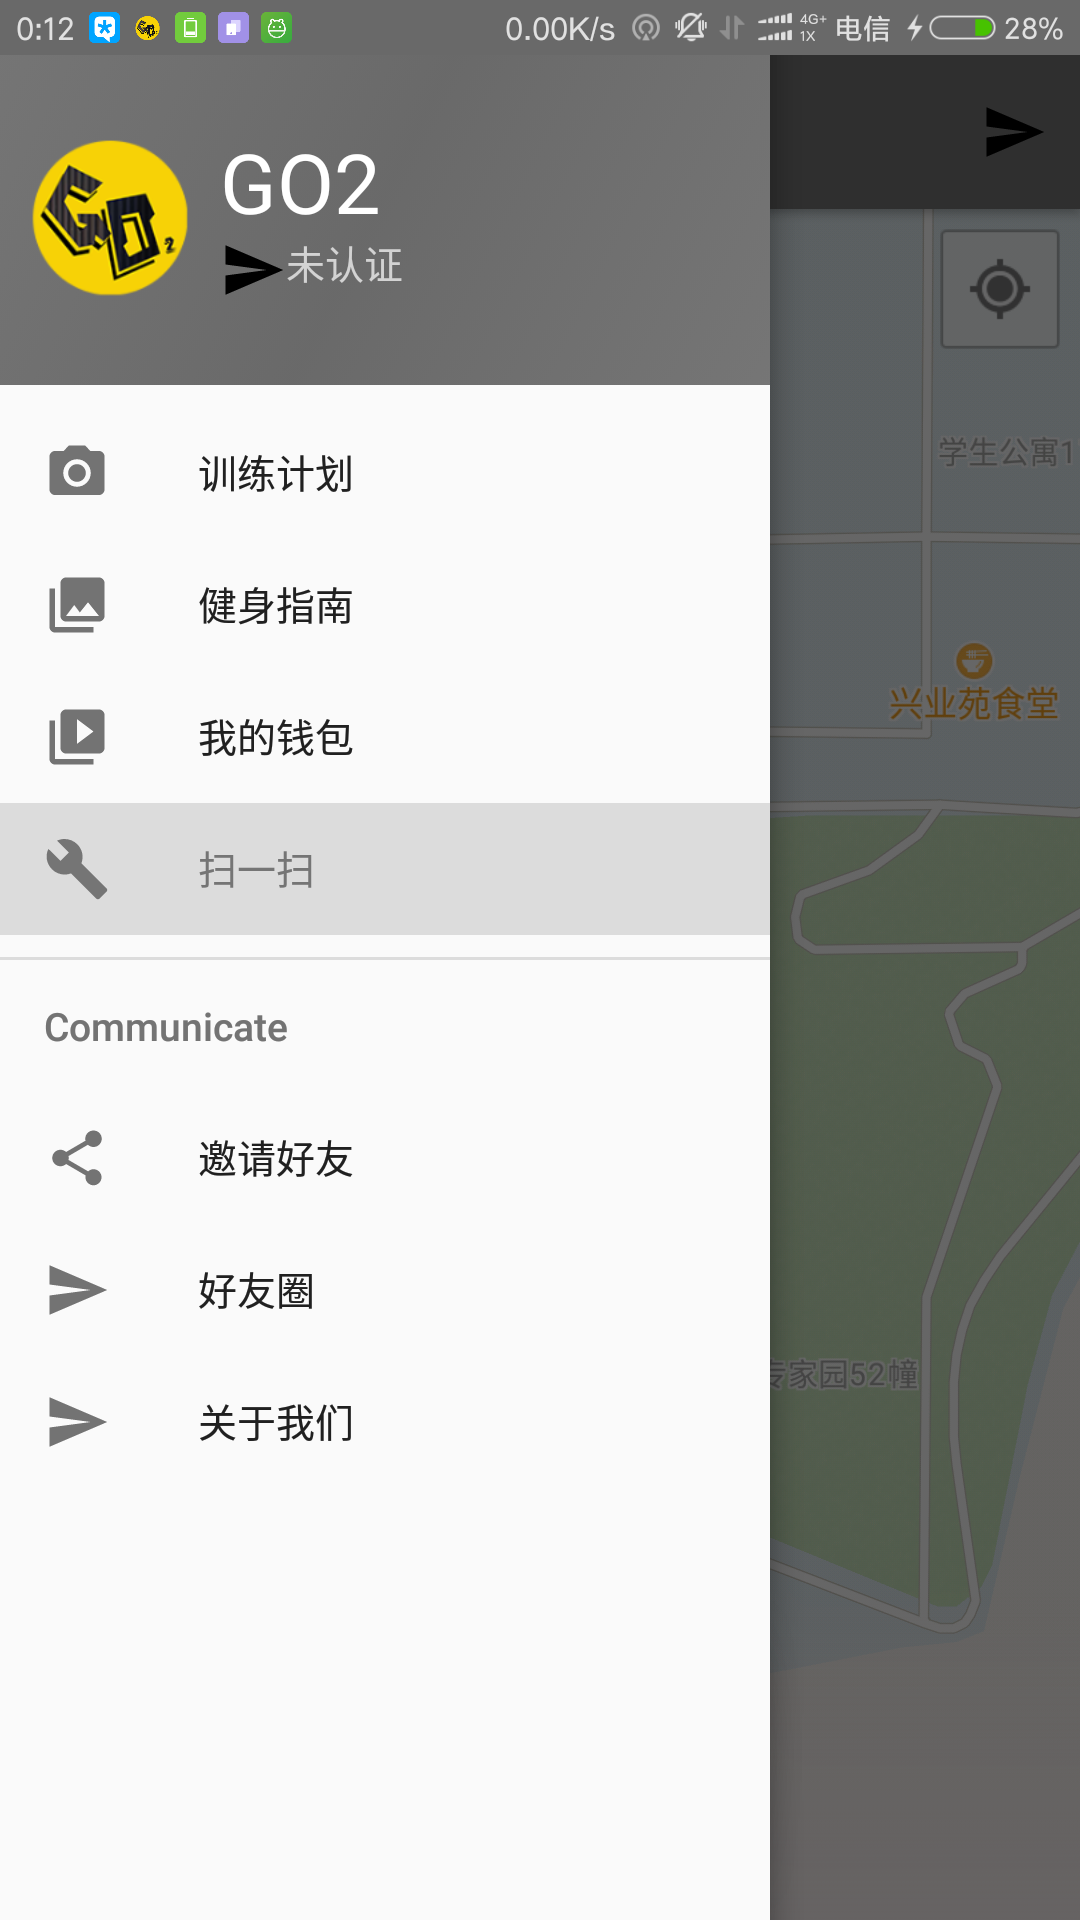 0:12 0.00K/s 4G+ 1X 电信 28%
GO2
GO2
未认证
训练计划
健身指南
我的钱包
扫一扫
Communicate
邀请好友
好友圈
关于我们
学生公寓1
兴业苑食堂
专家园52幢